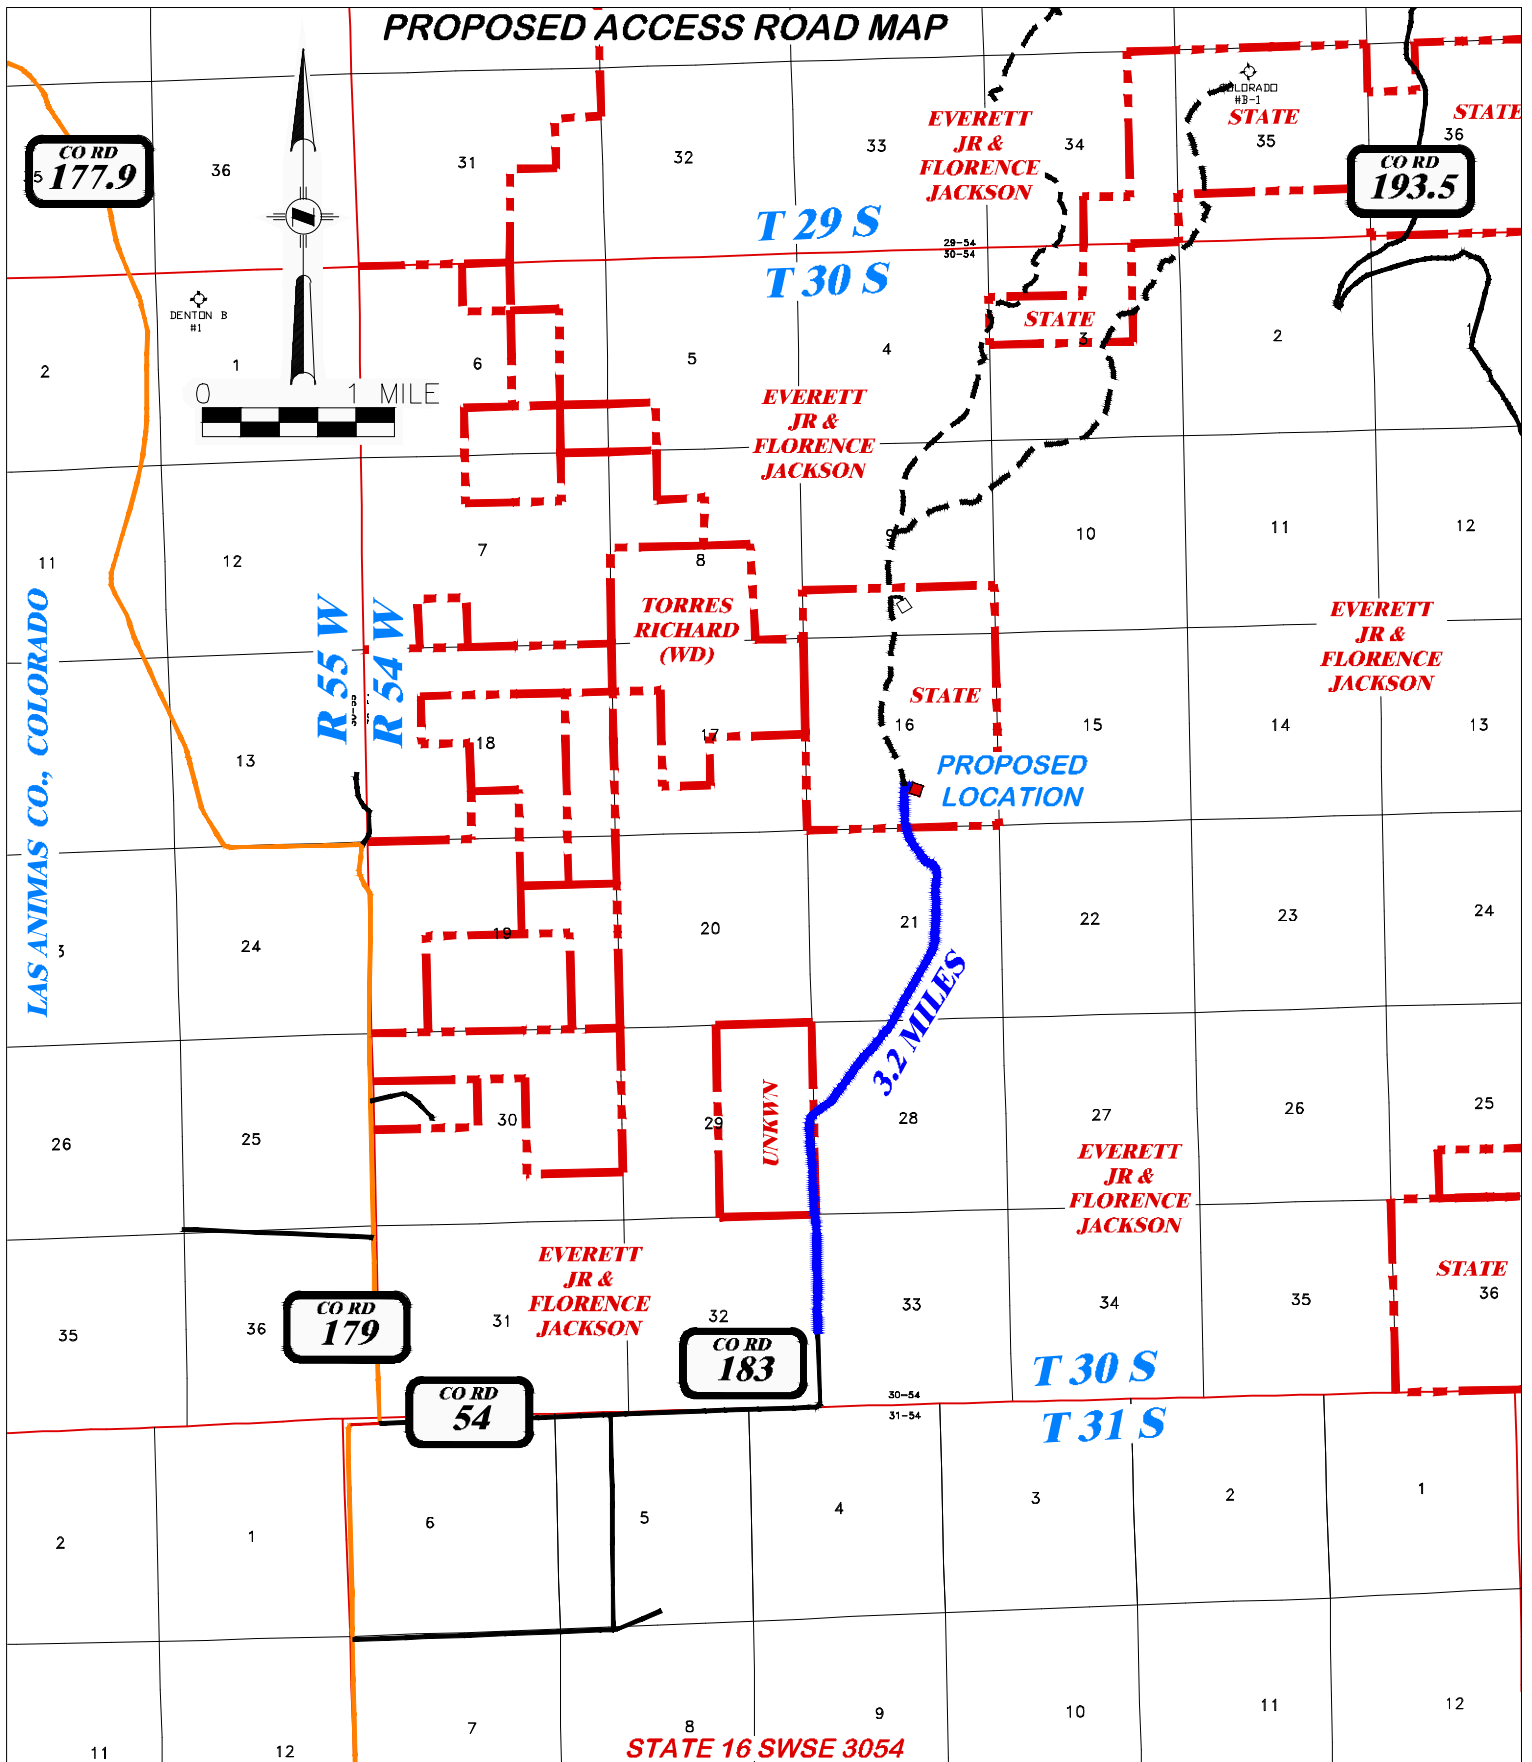 PROPOSED ACCESS ROAD MAP
COLORADO
#B-1
STATE
STATE
36
EVERETT
JR &
FLORENCE
JACKSON
34
35
33
32
31
36
CO RD
177.9
35
CO RD
193.5
T 29 S
29-54
30-54
T 30 S
DENTON B
#1
STATE
3
2
1
4
5
6
1
2
0 1 MILE
EVERETT
JR &
FLORENCE
JACKSON
7
8
9
10
11
12
12
11
TORRES
RICHARD
(WD)
EVERETT
JR &
FLORENCE
JACKSON
LAS ANIMAS CO., COLORADO
R 55 W
R 54 W
STATE
13
18
17
16
15
14
13
PROPOSED
LOCATION
24
19
20
21
22
23
24
3.2 MILES
UNKWN
26
25
30
29
28
27
26
25
EVERETT
JR &
FLORENCE
JACKSON
EVERETT
JR &
FLORENCE
JACKSON
STATE
36
35
36
CO RD
179
31
32
33
34
35
CO RD
183
CO RD
54
30-54
31-54
T 30 S
T 31 S
2
1
6
5
4
3
2
1
11
12
7
8
9
10
11
12
STATE 16 SWSE 3054